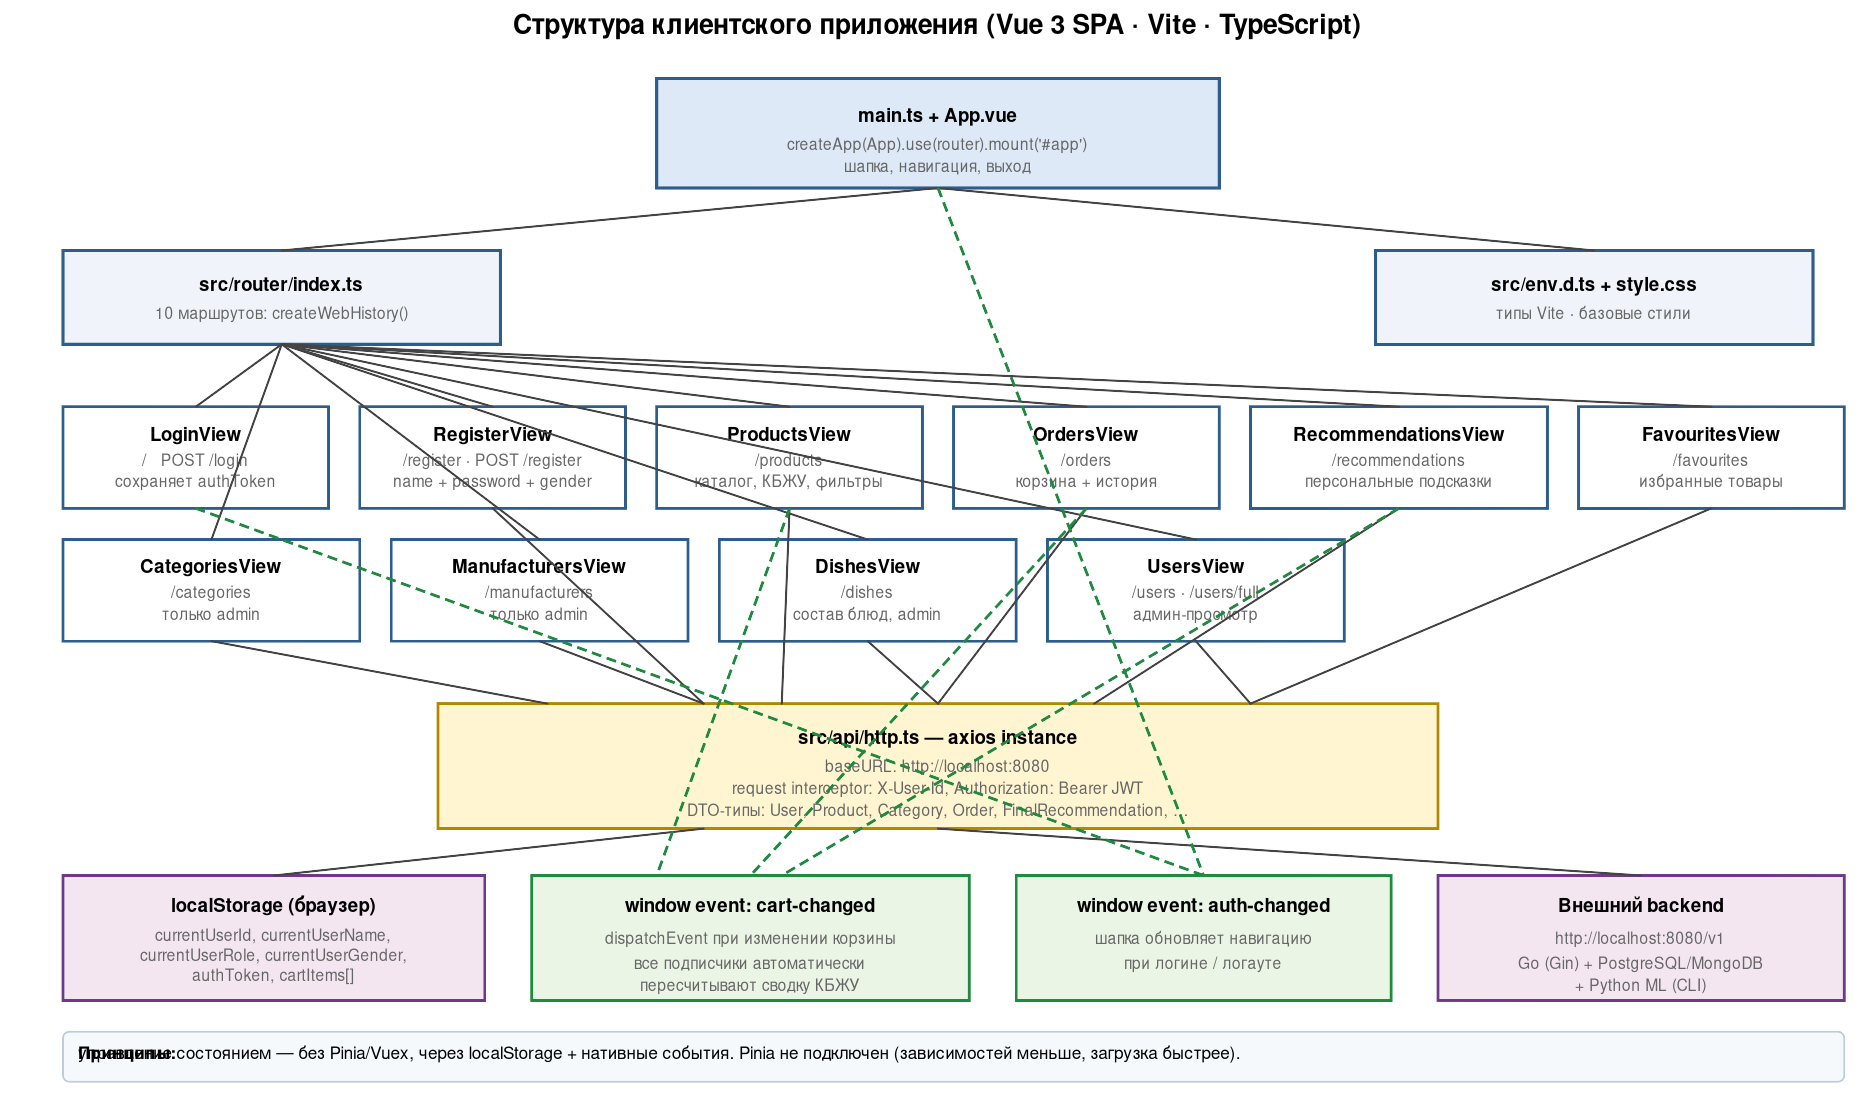 Структура клиентского приложения (Vue 3 SPA · Vite · TypeScript)
main.ts + App.vue
createApp(App).use(router).mount('#app')
шапка, навигация, выход
src/router/index.ts
10 маршрутов: createWebHistory()
src/env.d.ts + style.css
типы Vite · базовые стили
LoginView
/ POST /login
сохраняет authToken
RegisterView
/register · POST /register
name + password + gender
ProductsView
/products
каталог, КБЖУ, фильтры
OrdersView
/orders
корзина + история
RecommendationsView
/recommendations
персональные подсказки
FavouritesView
/favourites
избранные товары
CategoriesView
/categories
только admin
ManufacturersView
/manufacturers
только admin
DishesView
/dishes
состав блюд, admin
UsersView
/users · /users/full
админ-просмотр
src/api/http.ts — axios instance
baseURL: http://localhost:8080
request interceptor: X-User-Id, Authorization: Bearer JWT
DTO-типы: User, Product, Category, Order, FinalRecommendation, …
localStorage (браузер)
currentUserId, currentUserName,
currentUserRole, currentUserGender,
authToken, cartItems[]
window event: cart-changed
dispatchEvent при изменении корзины
все подписчики автоматически
пересчитывают сводку КБЖУ
window event: auth-changed
шапка обновляет навигацию
при логине / логауте
Внешний backend
http://localhost:8080/v1
Go (Gin) + PostgreSQL/MongoDB
+ Python ML (CLI)
Принципы: состоянием — без Pinia/Vuex, через localStorage + нативные события. Pinia не подключен (зависимостей меньше, загрузка быстрее).